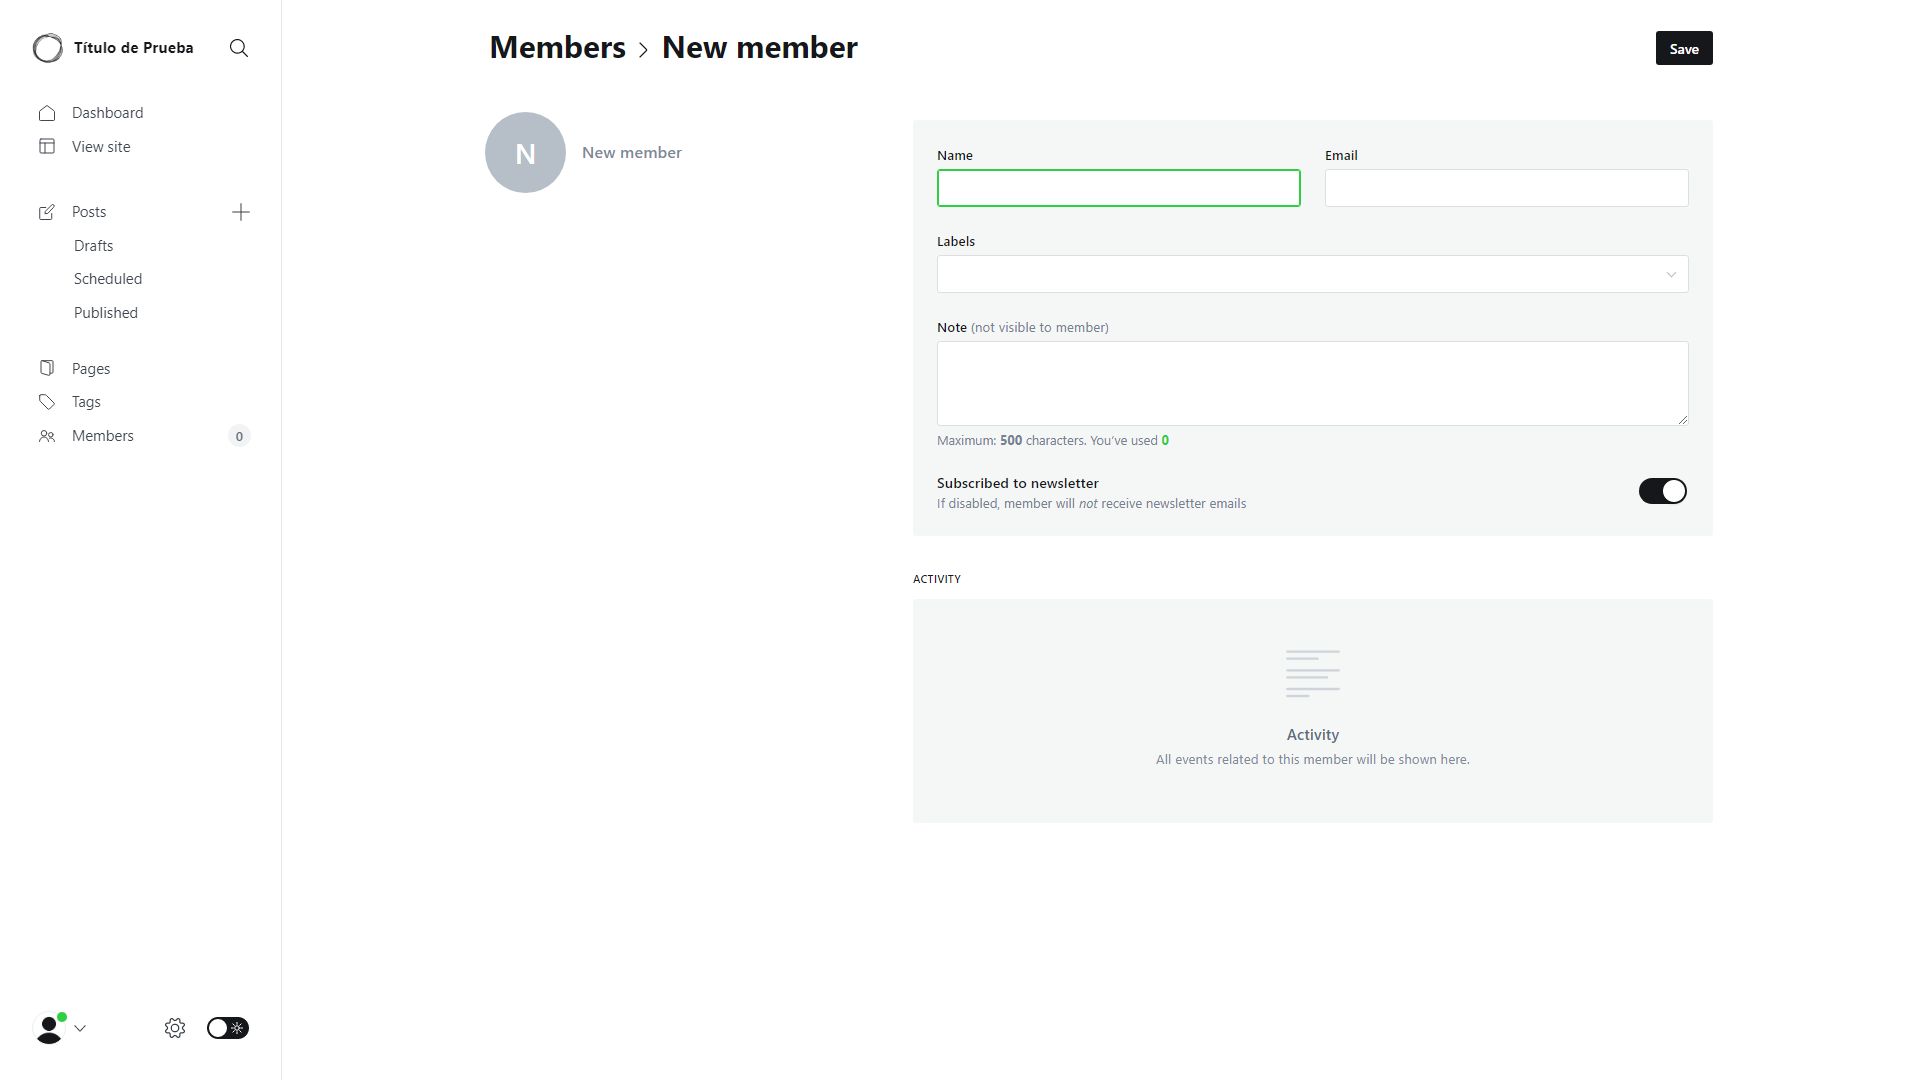 Título de Prueba
Dashboard
View site
Posts
Drafts
Scheduled
Published
Pages
Tags
Members
0
Members > New member
Save
N
New member
Name
Email
Labels
Note (not visible to member)
Maximum: 500 characters. You’ve used 0
Subscribed to newsletter
If disabled, member will not receive newsletter emails
ACTIVITY
Activity
All events related to this member will be shown here.